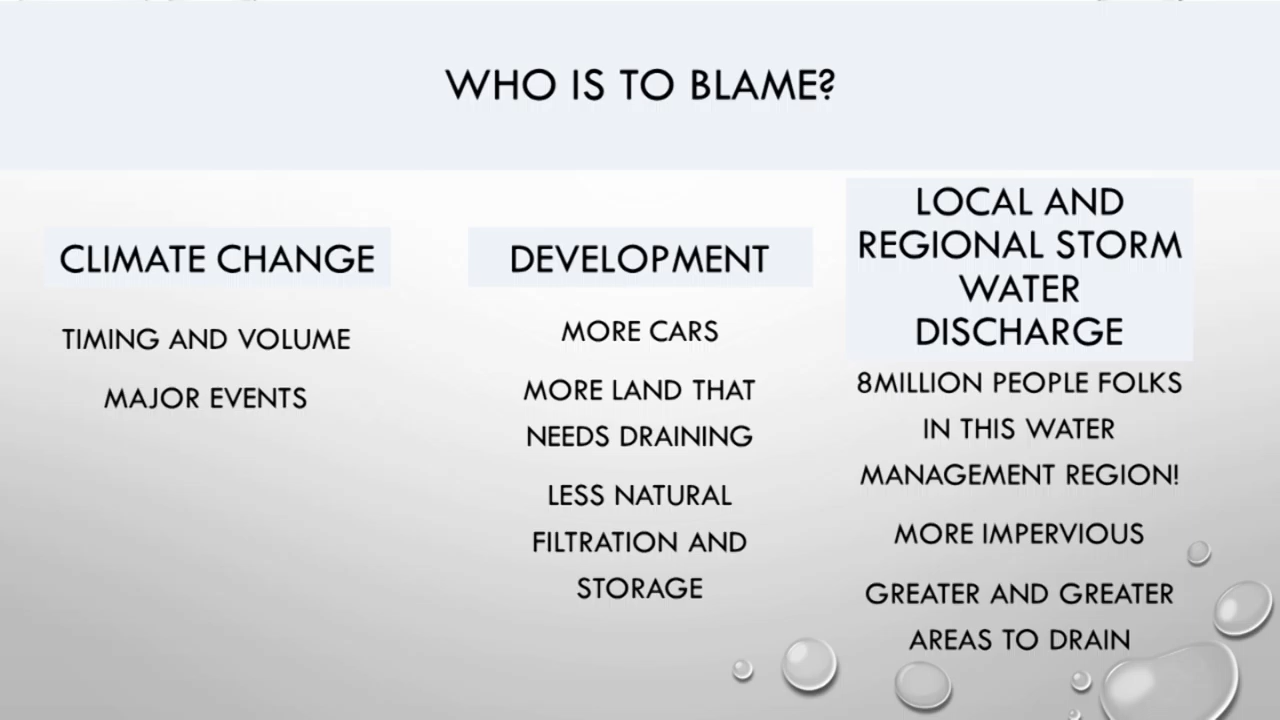 WHO IS TO BLAME?
CLIMATE CHANGE
TIMING AND VOLUME
MAJOR EVENTS
DEVELOPMENT
MORE CARS
MORE LAND THAT
NEEDS DRAINING
LESS NATURAL
FILTRATION AND
STORAGE
LOCAL AND
REGIONAL STORM
WATER
DISCHARGE
8MILLION PEOPLE FOLKS
IN THIS WATER
MANAGEMENT REGION!
MORE IMPERVIOUS
GREATER AND GREATER
AREAS TO DRAIN